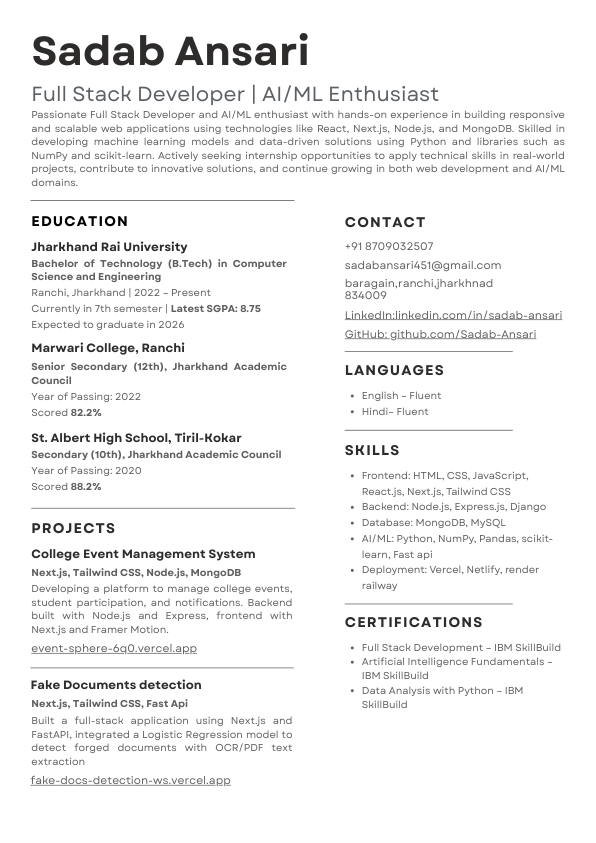 Sadab Ansari
Full Stack Developer | AI/ML Enthusiast
Passionate Full Stack Developer and AI/ML enthusiast with hands-on experience in building responsive
and scalable web applications using technologies like React, Next.js, Node.js, and MongoDB. Skilled in
developing machine learning models and data-driven solutions using Python and libraries such as
NumPy and scikit-learn. Actively seeking internship opportunities to apply technical skills in real-world
projects, contribute to innovative solutions, and continue growing in both web development and AI/ML
domains.
EDUCATION
Jharkhand Rai University
Bachelor of Technology (B.Tech) in Computer
Science and Engineering
Ranchi, Jharkhand | 2022 – Present
Currently in 7th semester | Latest SGPA: 8.75
Expected to graduate in 2026
Marwari College, Ranchi
Senior Secondary (12th), Jharkhand Academic
Council
Year of Passing: 2022
Scored 82.2%
St. Albert High School, Tiril-Kokar
Secondary (10th), Jharkhand Academic Council
Year of Passing: 2020
Scored 88.2%
PROJECTS
College Event Management System
Next.js, Tailwind CSS, Node.js, MongoDB
Developing a platform to manage college events,
student participation, and notifications. Backend
built with Node.js and Express, frontend with
Next.js and Framer Motion.
event-sphere-6q0.vercel.app
Fake Documents detection
Next.js, Tailwind CSS, Fast Api
Built a full-stack application using Next.js and
FastAPI, integrated a Logistic Regression model to
detect forged documents with OCR/PDF text
extraction
fake-docs-detection-ws.vercel.app
CONTACT
+91 8709032507
sadabansari451@gmail.com
baragain,ranchi,jharkhnad
834009
LinkedIn:linkedin.com/in/sadab-ansari
GitHub: github.com/Sadab-Ansari
LANGUAGES
• English – Fluent
• Hindi– Fluent
SKILLS
• Frontend: HTML, CSS, JavaScript,
React.js, Next.js, Tailwind CSS
• Backend: Node.js, Express.js, Django
• Database: MongoDB, MySQL
• AI/ML: Python, NumPy, Pandas, scikit-
learn, Fast api
• Deployment: Vercel, Netlify, render
railway
CERTIFICATIONS
• Full Stack Development – IBM SkillBuild
• Artificial Intelligence Fundamentals –
IBM SkillBuild
• Data Analysis with Python – IBM
SkillBuild